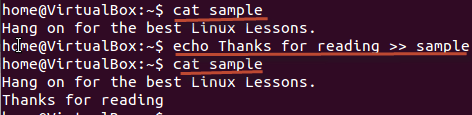 home@VirtualBox:~$ cat sample
Hang on for the best Linux Lessons.
home@VirtualBox:~$ echo Thanks for reading >> sample
home@VirtualBox:~$ cat sample
Hang on for the best Linux Lessons.
Thanks for reading